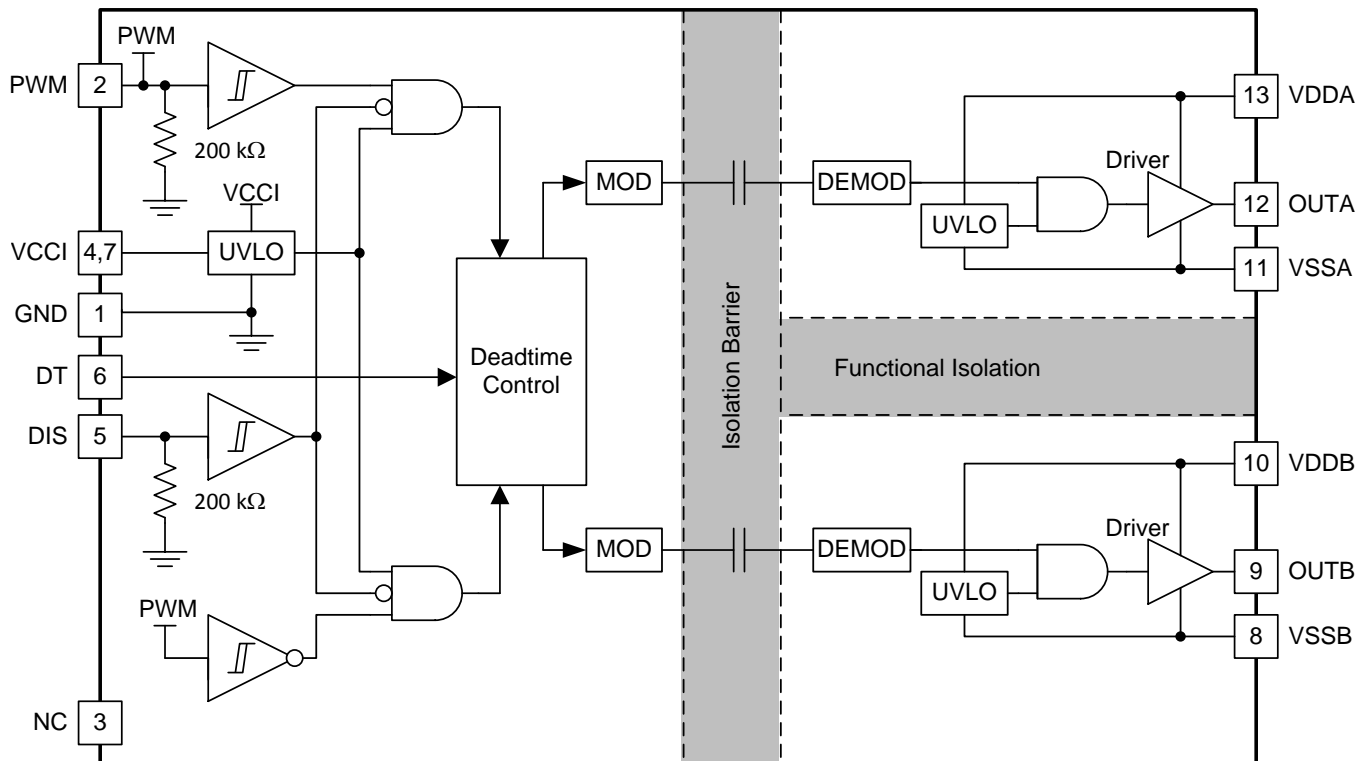 PWM
PWM 2
200 kΩ
VCCI
VCCI 4,7 UVLO
GND 1
DT 6
DIS 5
200 kΩ
PWM
NC 3
Deadtime
Control
MOD
MOD
Isolation Barrier
Functional Isolation
DEMOD
UVLO
Driver
13 VDDA
12 OUTA
11 VSSA
DEMOD
UVLO
Driver
10 VDDB
9 OUTB
8 VSSB